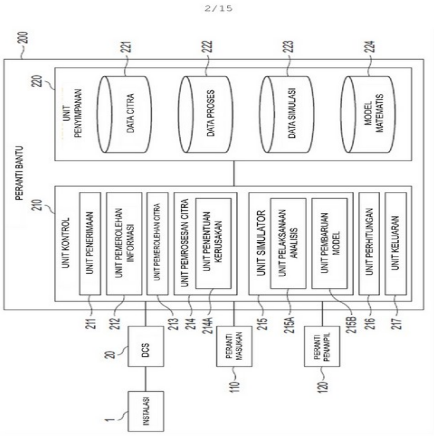 2/15
200
PERANTI BANTU
220
UNIT
PENYIMPANAN
221
DATA CITRA
222
DATA PROSES
223
DATA SIMULASI
224
MODEL
MATEMATIS
210
UNIT KONTROL
UNIT PENERIMAAN
211
UNIT PEMEROLEHAN
INFORMASI
212
UNIT PEMEROLEHAN CITRA
213
UNIT PEMROSESAN CITRA
214
UNIT PENENTUAN
KERUSAKAN
214A
UNIT SIMULATOR
215
UNIT PELAKSANAAN
ANALISIS
215A
UNIT PEMBARUAN
MODEL
215B
UNIT PERHITUNGAN
216
UNIT KELUARAN
217
20
DCS
1
INSTALASI
PERANTI
MASUKAN
110
PERANTI
PENAMPIL
120